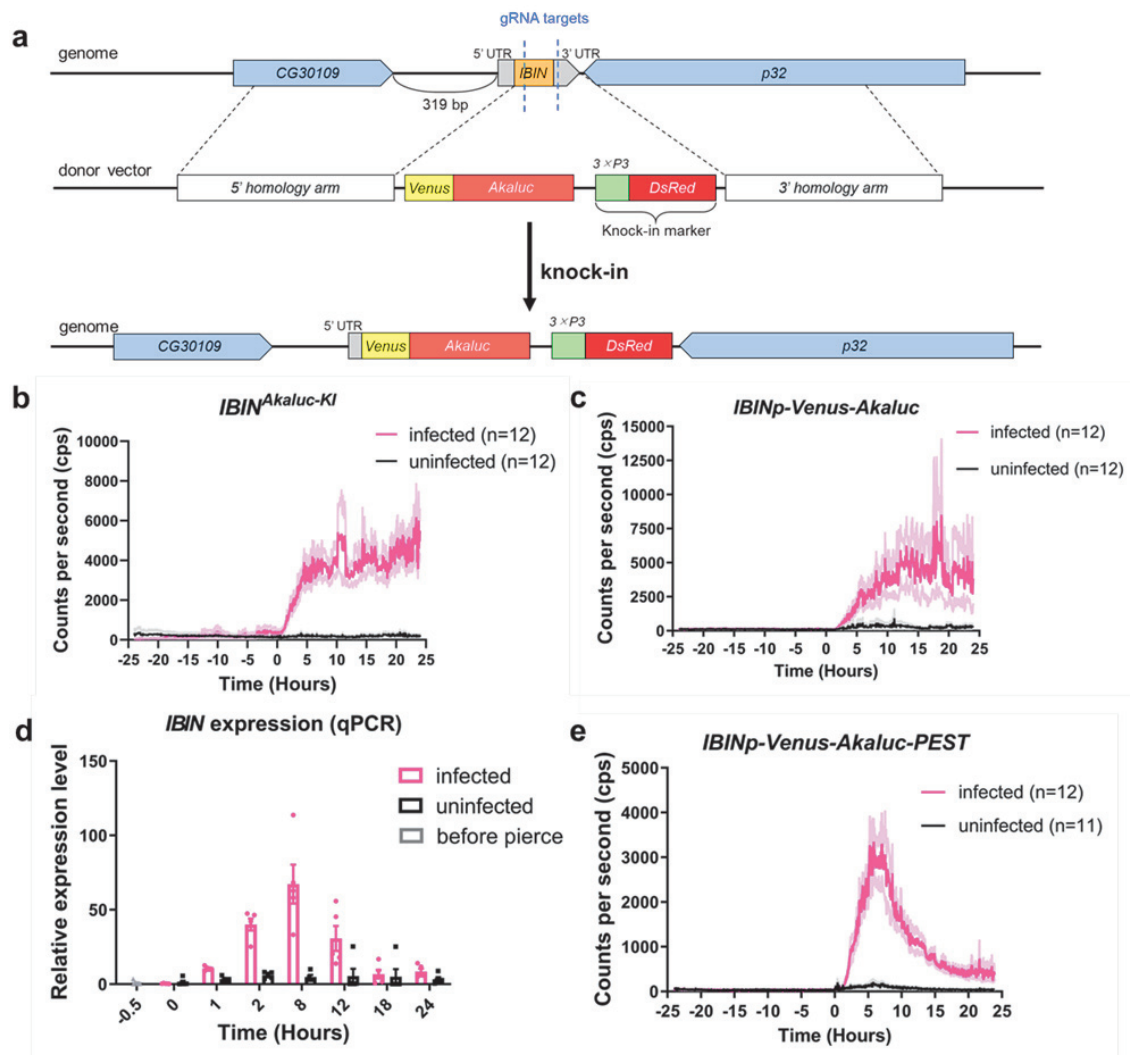 a
gRNA targets
genome
5' UTR
3' UTR
CG30109
IBIN
p32
319 bp
donor vector
3×P3
5' homology arm
Venus
Akaluc
DsRed
3' homology arm
Knock-in marker
knock-in
genome
5' UTR
3×P3
CG30109
Venus
Akaluc
DsRed
p32
b
IBIN^Akaluc-KI
infected (n=12)
uninfected (n=12)
Counts per second (cps)
10000
8000
6000
4000
2000
0
-25 -20 -15 -10 -5 0 5 10 15 20 25
Time (Hours)
c
IBINp-Venus-Akaluc
infected (n=12)
uninfected (n=12)
Counts per second (cps)
15000
12500
10000
7500
5000
2500
0
-25 -20 -15 -10 -5 0 5 10 15 20 25
Time (Hours)
d
IBIN expression (qPCR)
infected
uninfected
before pierce
Relative expression level
150
100
50
0
-0.5 0 1 2 8 12 18 24
Time (Hours)
e
IBINp-Venus-Akaluc-PEST
infected (n=12)
uninfected (n=11)
Counts per second (cps)
5000
4000
3000
2000
1000
0
-25 -20 -15 -10 -5 0 5 10 15 20 25
Time (Hours)